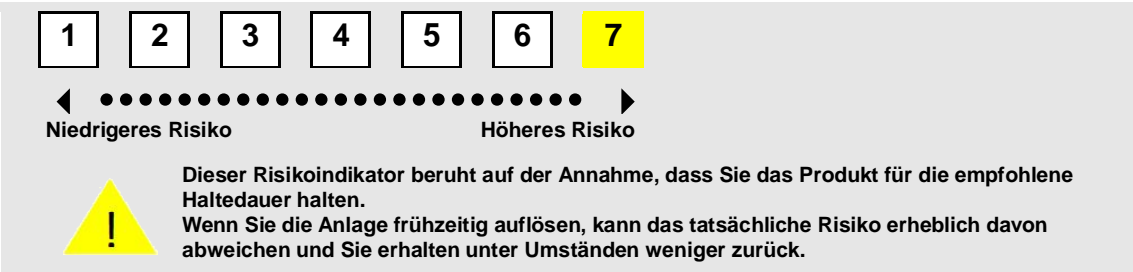 1 2 3 4 5 6 7
Niedrigeres Risiko Höheres Risiko
Dieser Risikoindikator beruht auf der Annahme, dass Sie das Produkt für die empfohlene
Haltedauer halten.
Wenn Sie die Anlage frühzeitig auflösen, kann das tatsächliche Risiko erheblich davon
abweichen und Sie erhalten unter Umständen weniger zurück.
!